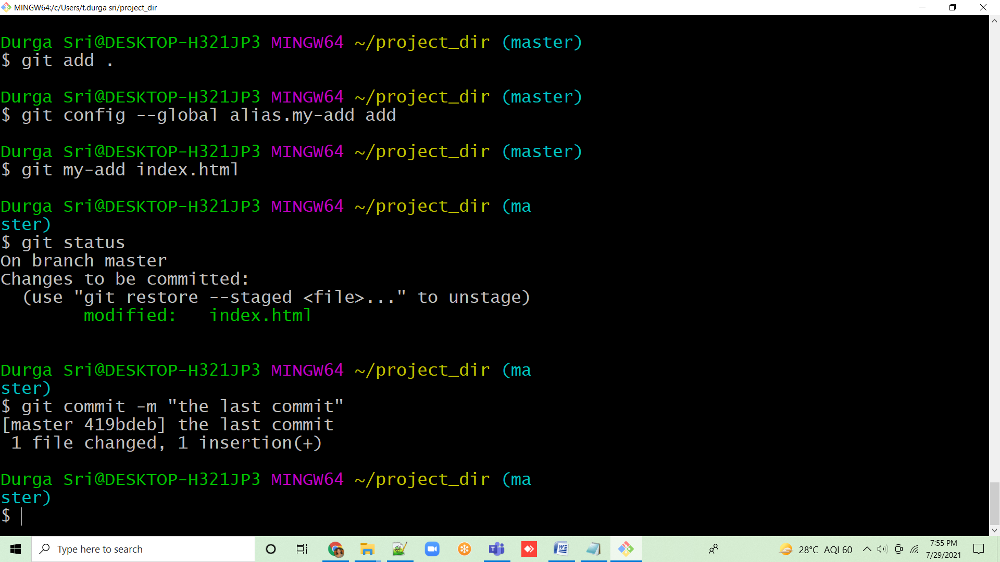 MINGW64:/c/Users/t.durga sri/project_dir
Durga Sri@DESKTOP-H321JP3 MINGW64 ~/project_dir (master)
$ git add .
Durga Sri@DESKTOP-H321JP3 MINGW64 ~/project_dir (master)
$ git config --global alias.my-add add
Durga Sri@DESKTOP-H321JP3 MINGW64 ~/project_dir (master)
$ git my-add index.html
Durga Sri@DESKTOP-H321JP3 MINGW64 ~/project_dir (ma
ster)
$ git status
On branch master
Changes to be committed:
  (use "git restore --staged <file>..." to unstage)
        modified:   index.html
Durga Sri@DESKTOP-H321JP3 MINGW64 ~/project_dir (ma
ster)
$ git commit -m "the last commit"
[master 419bdeb] the last commit
 1 file changed, 1 insertion(+)
Durga Sri@DESKTOP-H321JP3 MINGW64 ~/project_dir (ma
ster)
$
Type here to search
28°C AQI 60
7:55 PM
7/29/2021